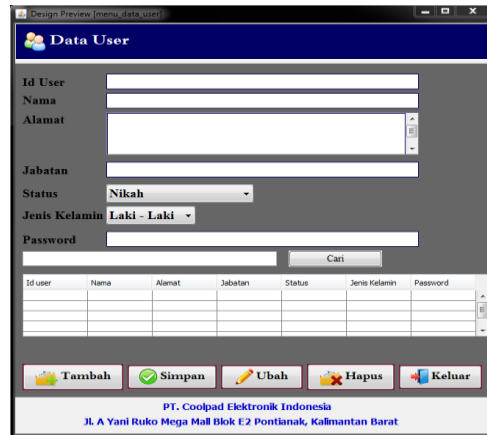 Design Preview [menu_data_user]
Data User
Id User
Nama
Alamat
Jabatan
Status Nikah
Jenis Kelamin Laki - Laki
Password
Cari
Id user Nama Alamat Jabatan Status Jenis Kelamin Password
Tambah Simpan Ubah Hapus Keluar
PT. Coolpad Elektronik Indonesia
Jl. A Yani Ruko Mega Mall Blok E2 Pontianak, Kalimantan Barat